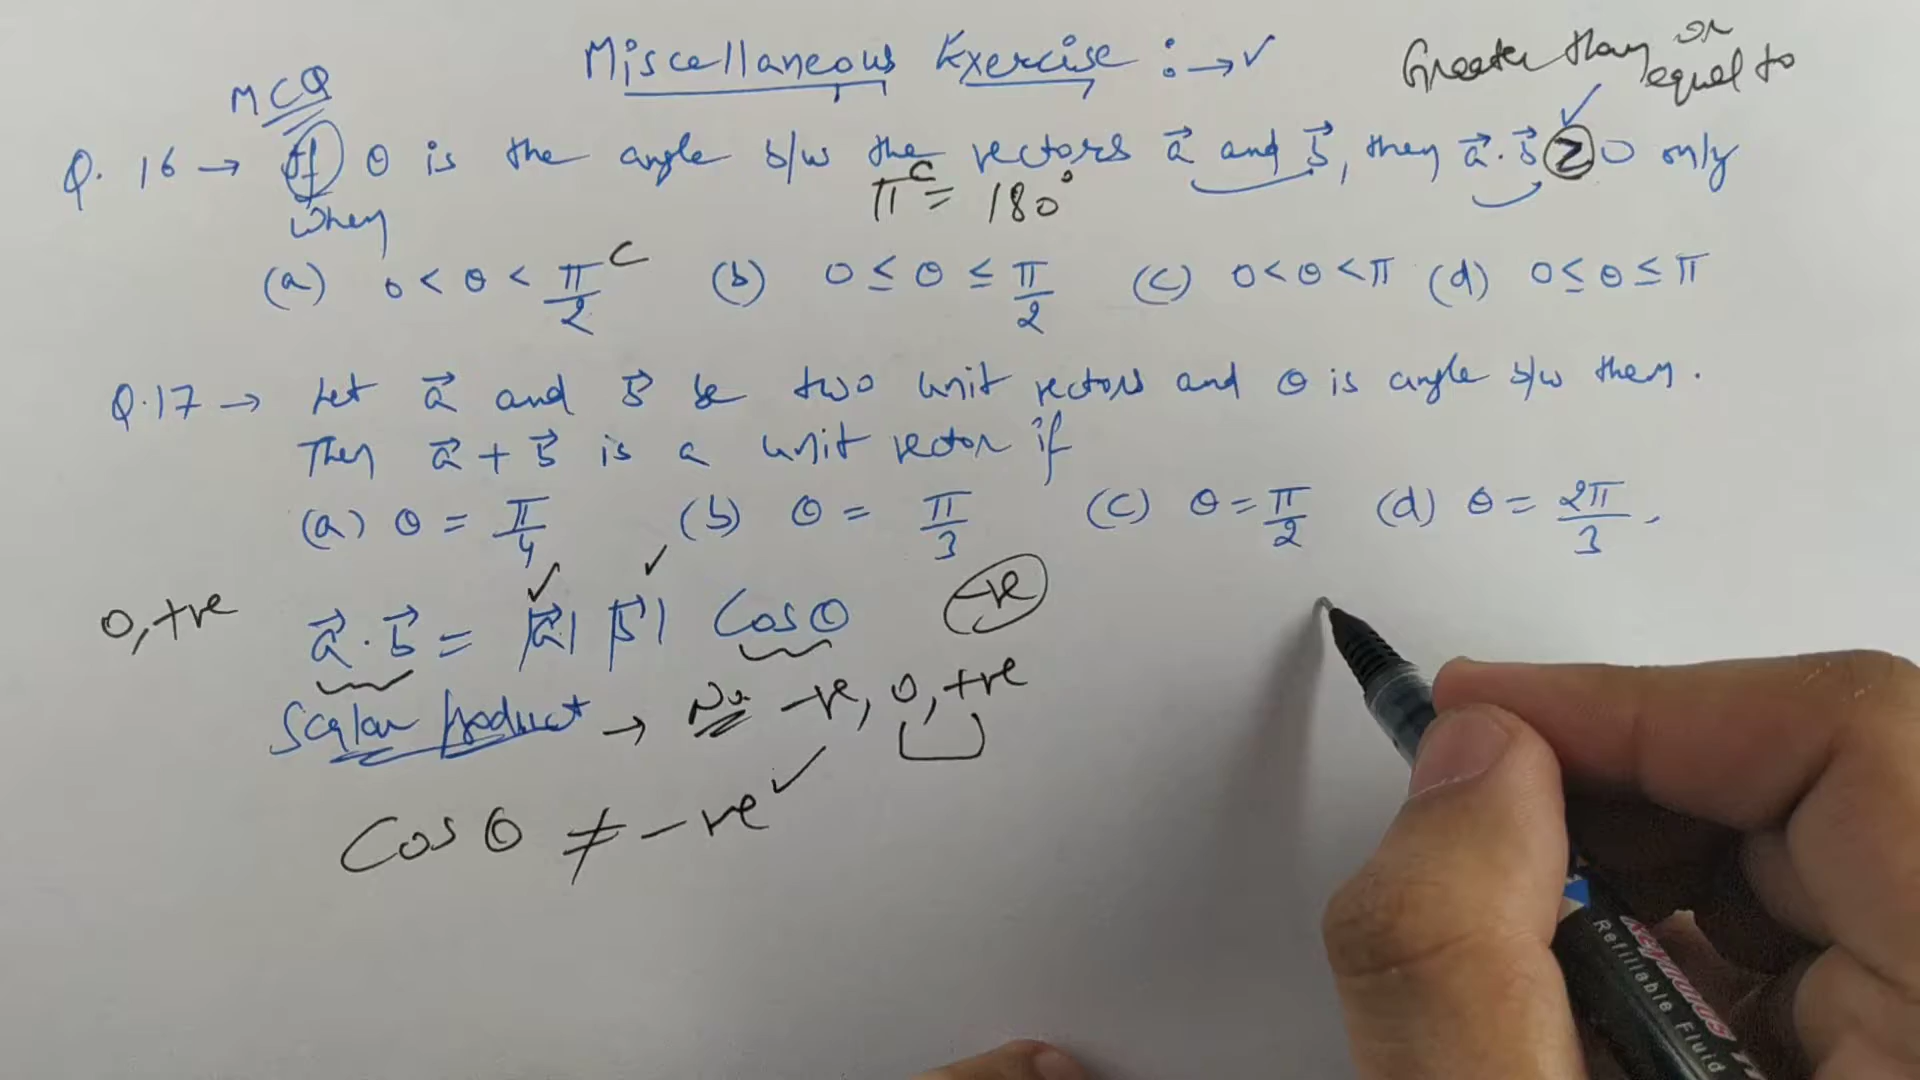 Miscellaneous Exercise :→✓
Greater than or equal to
MCQ
Q. 16 → If θ is the angle b/w the vectors a⃗ and b⃗, then a⃗ . b⃗ ≥ 0 only
when
πᶜ = 180°
(a) 0 < θ < π/2 ᶜ (b) 0 ≤ θ ≤ π/2 (c) 0 < θ < π (d) 0 ≤ θ ≤ π
Q.17 → Let a⃗ and b⃗ be two unit vectors and θ is angle b/w them.
Then a⃗ + b⃗ is a unit vector if
(a) θ = π/4 (b) θ = π/3 (c) θ = π/2 (d) θ = 2π/3 .
0, +ve
a⃗ . b⃗ = |a⃗| |b⃗| Cos θ
-ve
Scalar product → No. -ve, 0, +ve
Cos θ ≠ -ve ✓
Refillable Fluid